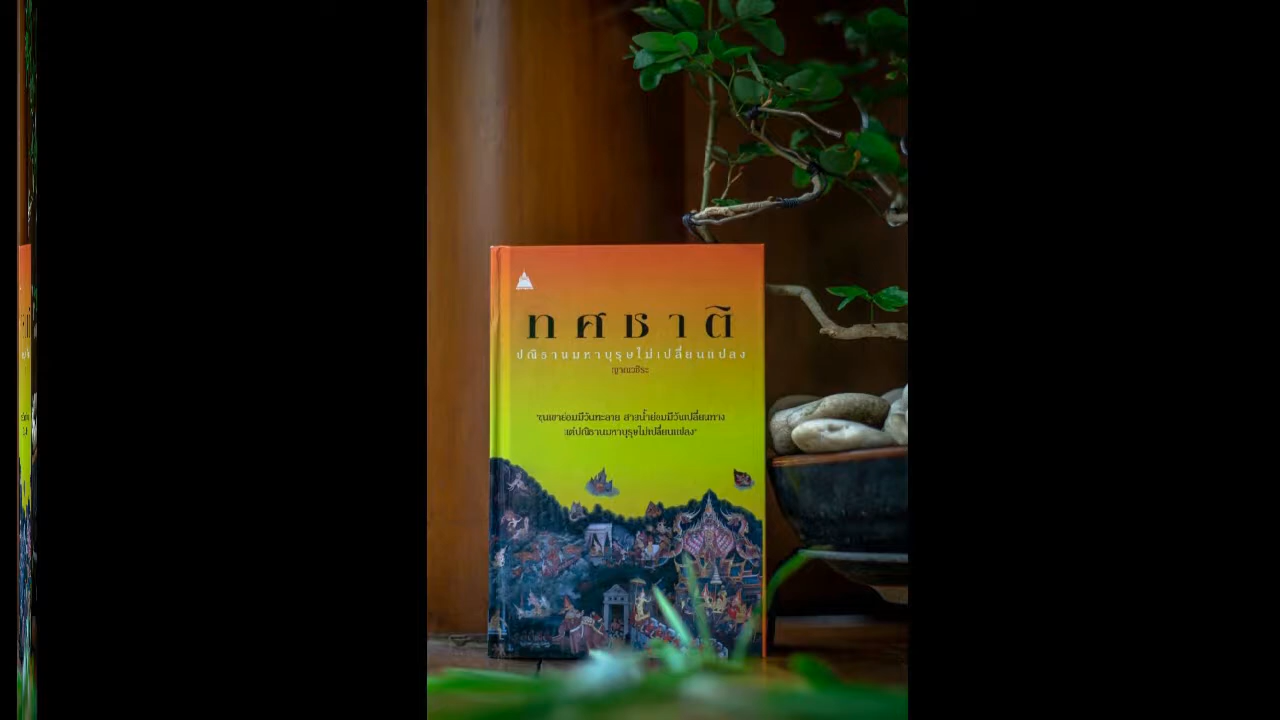 ทศชาติ
ปณิธานมหาบุรุษไม่เปลี่ยนแปลง
ญาณวชิระ
"ขุนเขาย่อมมีวันทะลาย สายน้ำย่อมมีวันเปลี่ยนทาง
แต่ปณิธานมหาบุรุษไม่เปลี่ยนแปลง"